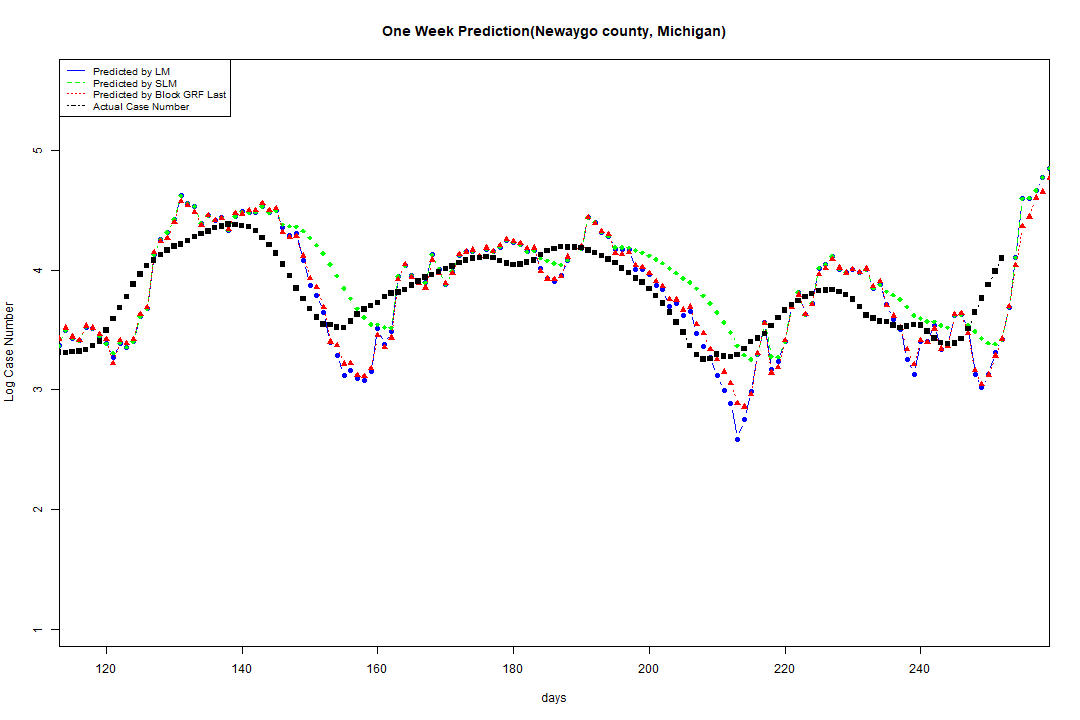 One Week Prediction(Newaygo county, Michigan)
Predicted by LM
Predicted by SLM
Predicted by Block GRF Last
Actual Case Number
5
4
3
2
1
Log Case Number
120 140 160 180 200 220 240
days